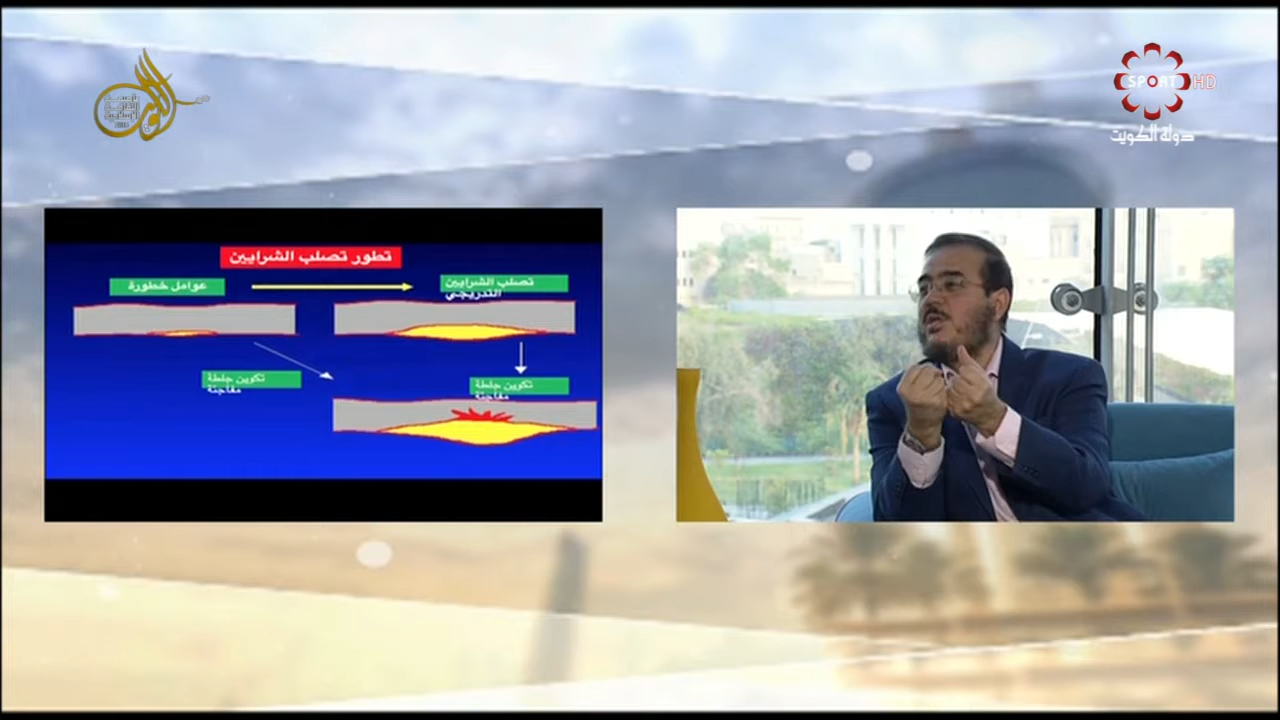 SPORT HD
دولة الكويت
تطور تصلب الشرايين
عوامل خطورة
تصلب الشرايين
التدريجي
تكوين جلطة
مفاجئة
تكوين جلطة
مفاجئة